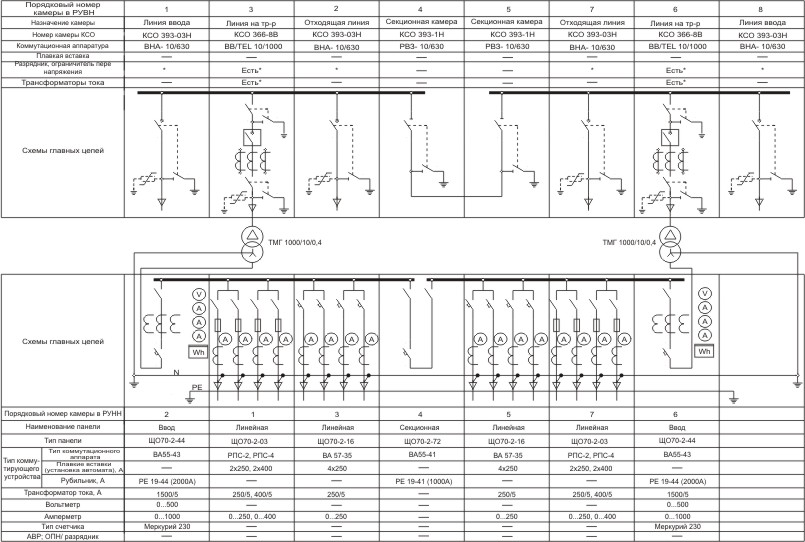 Порядковый номер камеры в РУВН 1 3 2 4 5 7 6 8
Назначение камеры Линия ввода Линия на тр-р Отходящая линия Секционная камера Секционная камера Отходящая линия Линия на тр-р Линия ввода
Номер камеры КСО КСО 393-03Н КСО 366-8В КСО 393-03Н КСО 393-1Н КСО 393-1Н КСО 393-03Н КСО 366-8В КСО 393-03Н
Коммутационная аппаратура ВНА- 10/630 BB/TEL 10/1000 ВНА- 10/630 РВЗ- 10/630 РВЗ- 10/630 ВНА- 10/630 BB/TEL 10/1000 ВНА- 10/630
Плавкая вставка — — — — — — — —
Разрядник, ограничитель пере
напряжения * Есть* * — — * Есть* *
Трансформаторы тока — Есть* — — — — Есть* —
Схемы главных цепей
ТМГ 1000/10/0,4 ТМГ 1000/10/0,4
Схемы главных цепей
V V
A A
A A A A A A A A A A A A A A A A A A
A A
Wh Wh
N
PE
Порядковый номер камеры в РУНН 2 1 3 4 5 7 6
Наименование панели Ввод Линейная Линейная Секционная Линейная Линейная Ввод
Тип панели ЩО70-2-44 ЩО70-2-03 ЩО70-2-16 ЩО70-2-72 ЩО70-2-16 ЩО70-2-03 ЩО70-2-44
Тип комму-
тирующего
устройства
Тип коммутационного
аппарата ВА55-43 РПС-2, РПС-4 ВА 57-35 ВА55-41 ВА 57-35 РПС-2, РПС-4 ВА55-43
Плавкие вставки
(установка автомата), А — 2х250, 2х400 4х250 — 4х250 2х250, 2х400 —
Рубильник, А РЕ 19-44 (2000А) — — РЕ 19-41 (1000А) — — РЕ 19-44 (2000А)
Трансформатор тока, А 1500/5 250/5, 400/5 250/5 — 250/5 250/5, 400/5 1500/5
Вольтметр 0...500 — — — — — 0...500
Амперметр 0...1000 0...250, 0...400 0...250 — 0...250 0...250, 0...400 0...1000
Тип счетчика Меркурий 230 — — — — — Меркурий 230
АВР; ОПН/ разрядник — — — — — — —